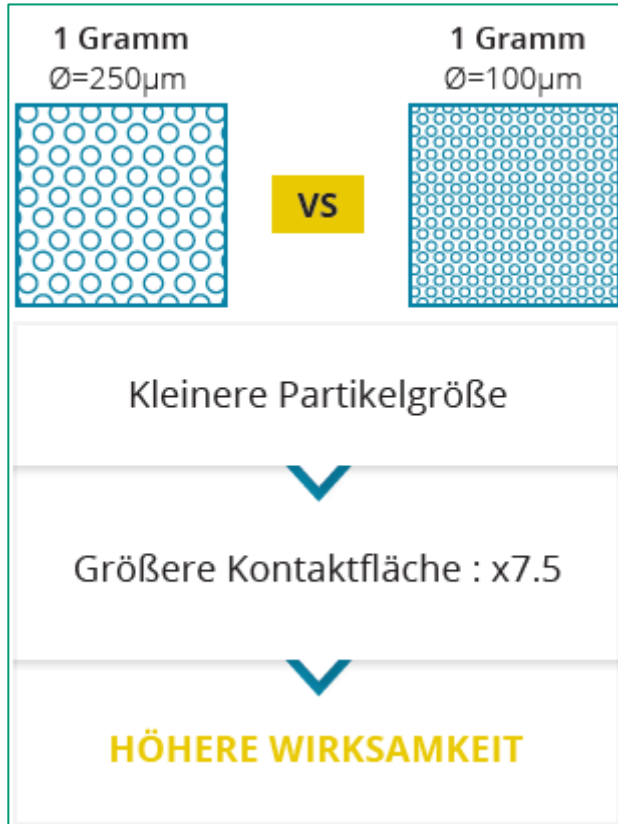 1 Gramm
Ø=250µm
VS
1 Gramm
Ø=100µm
Kleinere Partikelgröße
Größere Kontaktfläche : x7.5
HÖHERE WIRKSAMKEIT